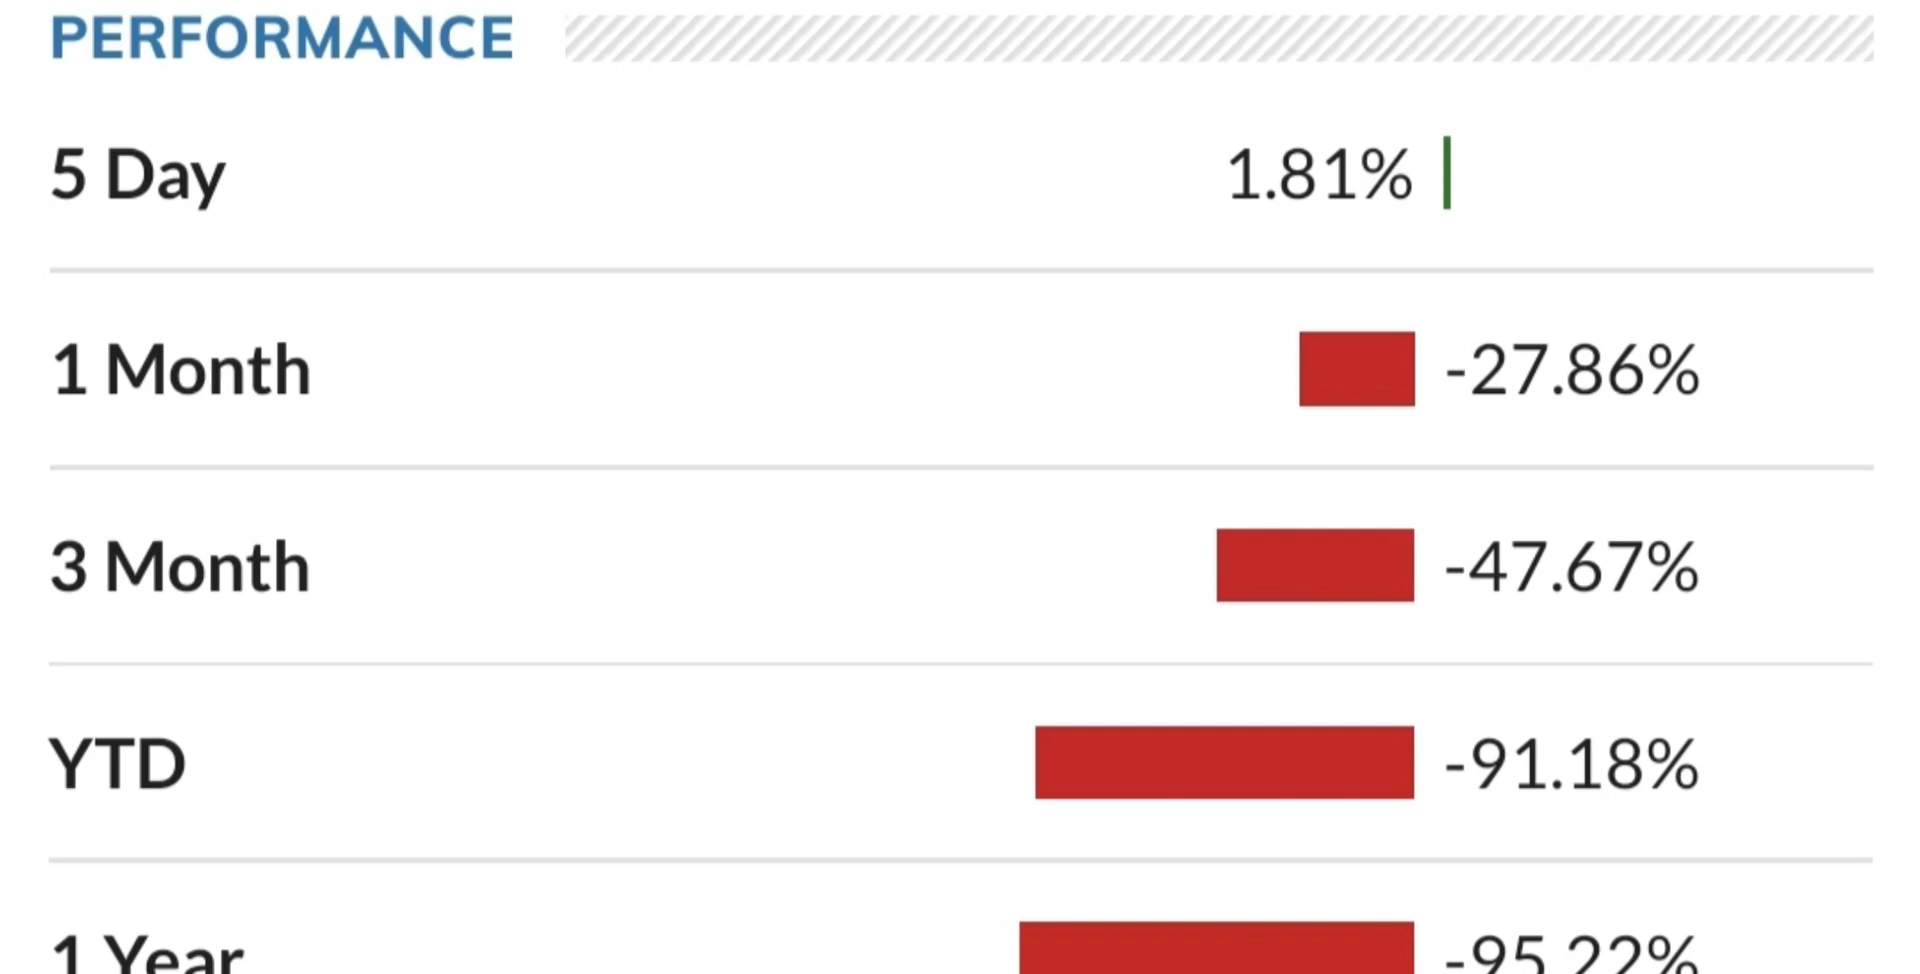 PERFORMANCE
5 Day 1.81%
1 Month -27.86%
3 Month -47.67%
YTD -91.18%
1 Year -95.22%